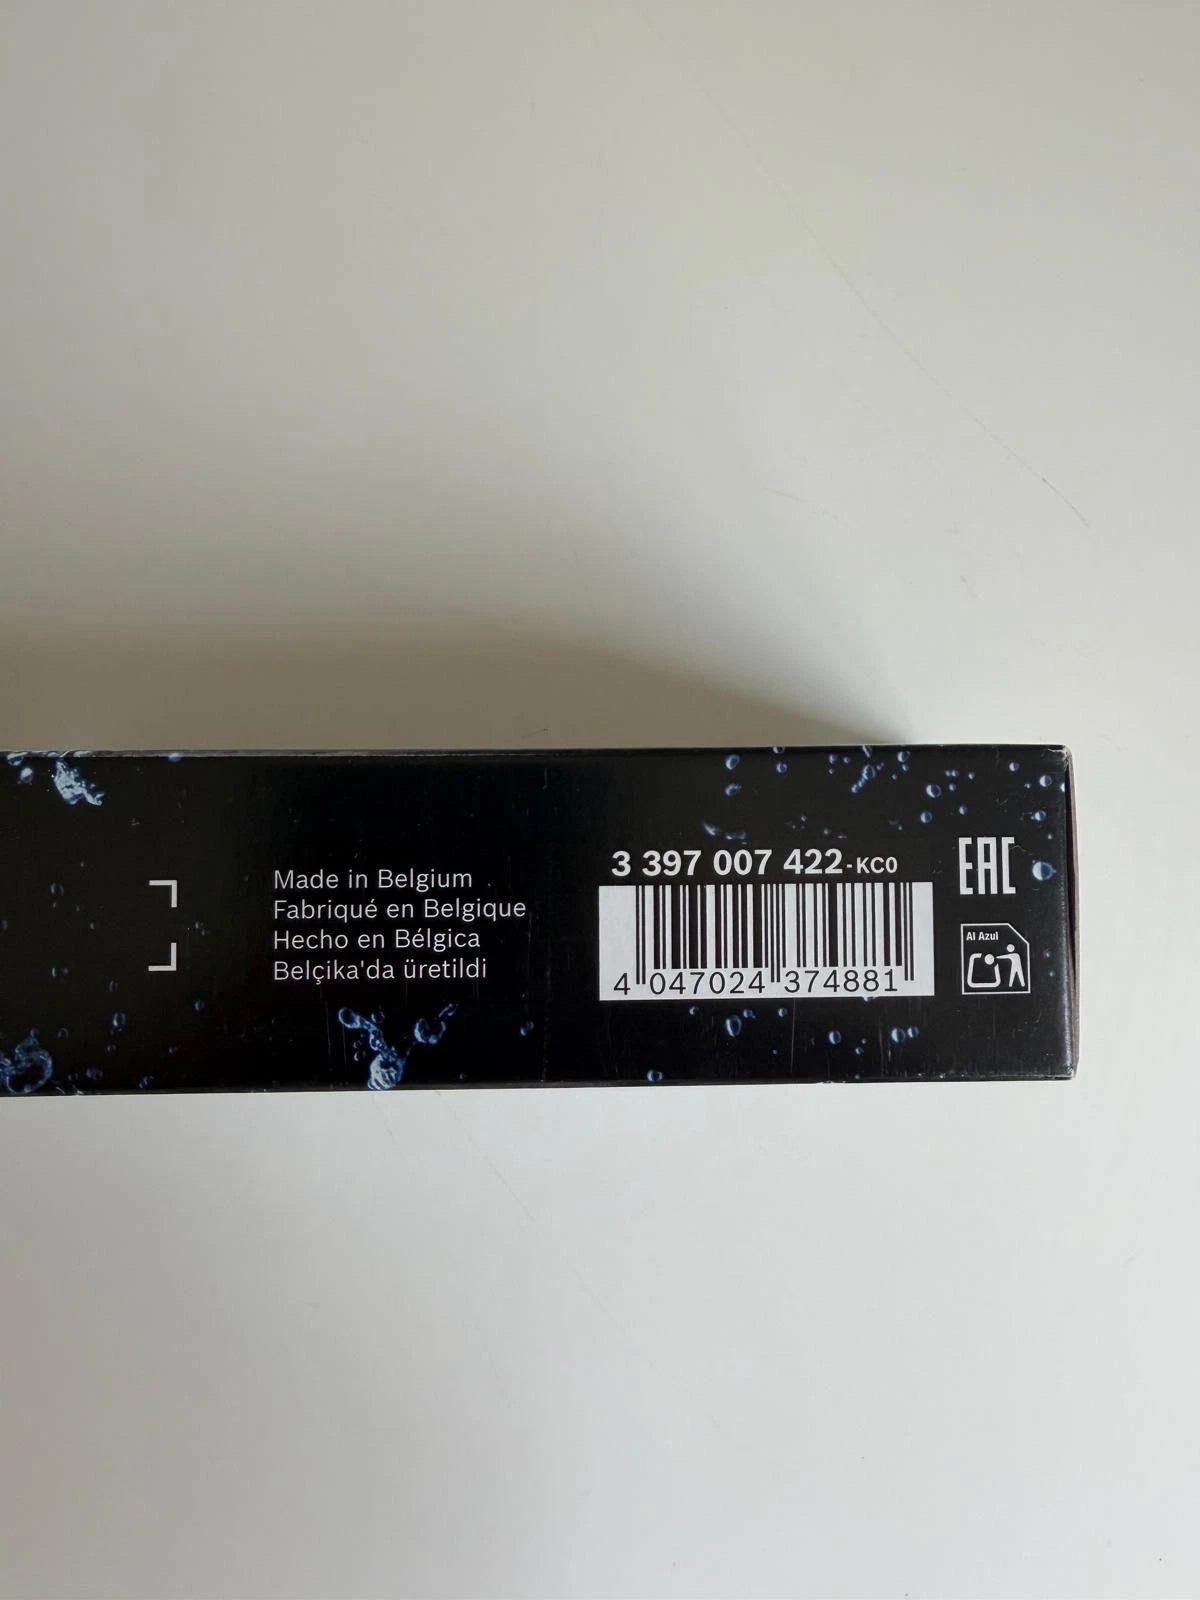 Made in Belgium
Fabriqué en Belgique
Hecho en Bélgica
Belçika'da üretildi
3 397 007 422-KC0
4 047024 374881
EAC
Al Azul